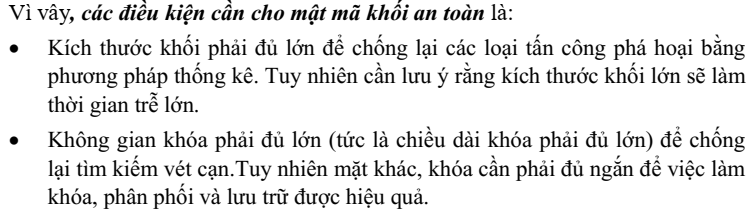 Vì vây, các điều kiện cần cho mật mã khối an toàn là:
• Kích thước khối phải đủ lớn để chống lại các loại tấn công phá hoại bằng
phương pháp thống kê. Tuy nhiên cần lưu ý rằng kích thước khối lớn sẽ làm
thời gian trễ lớn.
• Không gian khóa phải đủ lớn (tức là chiều dài khóa phải đủ lớn) để chống
lại tìm kiếm vét cạn.Tuy nhiên mặt khác, khóa cần phải đủ ngắn để việc làm
khóa, phân phối và lưu trữ được hiệu quả.